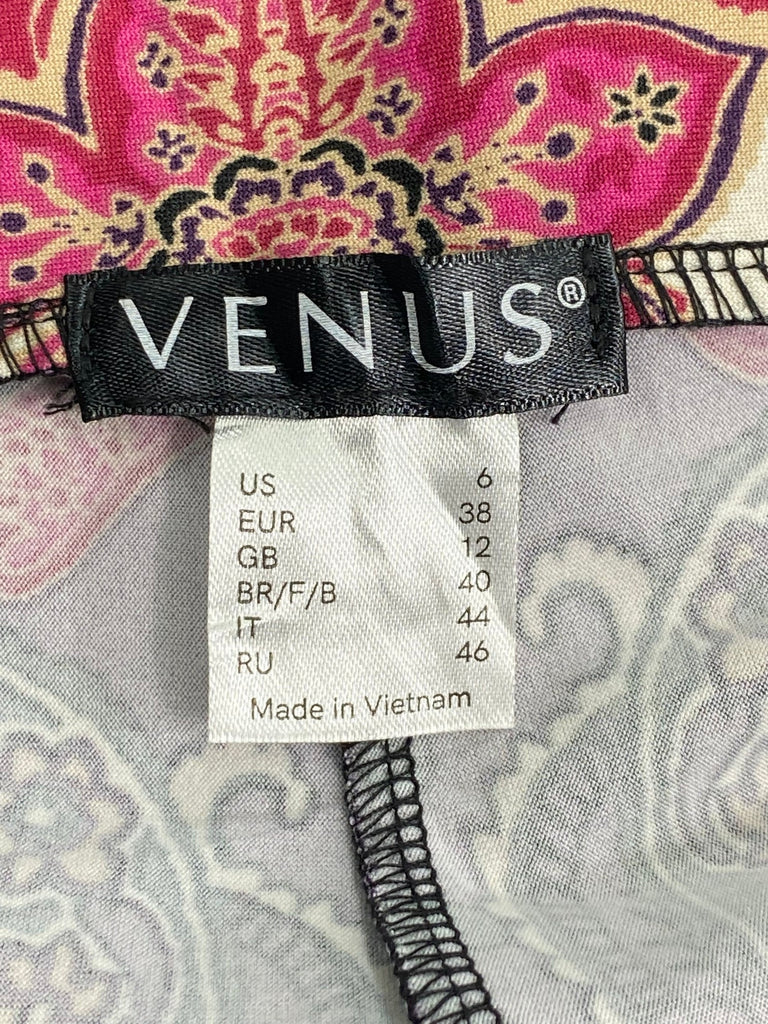 VENUS®
US 6
EUR 38
GB 12
BR/F/B 40
IT 44
RU 46
Made in Vietnam